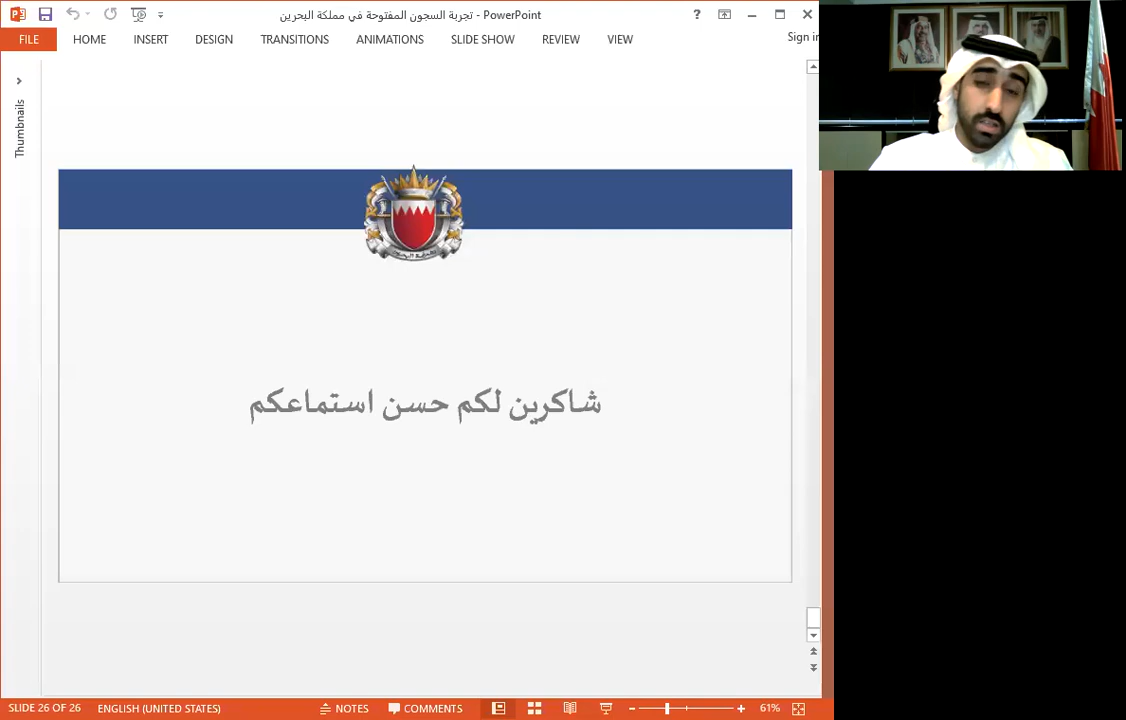 تجربة السجون المفتوحة في مملكة البحرين - PowerPoint
FILE HOME INSERT DESIGN TRANSITIONS ANIMATIONS SLIDE SHOW REVIEW VIEW Sign in
Thumbnails
شاكرين لكم حسن استماعكم
SLIDE 26 OF 26 ENGLISH (UNITED STATES) NOTES COMMENTS 61%